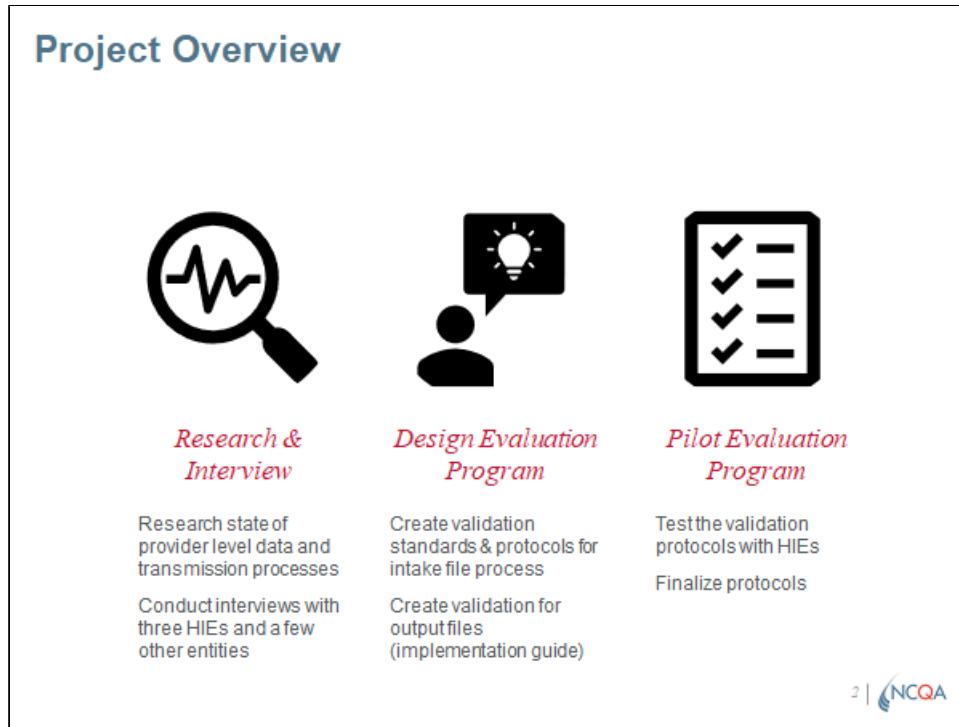 Project Overview
Research &
Interview
Research state of
provider level data and
transmission processes
Conduct interviews with
three HIEs and a few
other entities
Design Evaluation
Program
Create validation
standards & protocols for
intake file process
Create validation for
output files
(implementation guide)
Pilot Evaluation
Program
Test the validation
protocols with HIEs
Finalize protocols
2 | NCQA